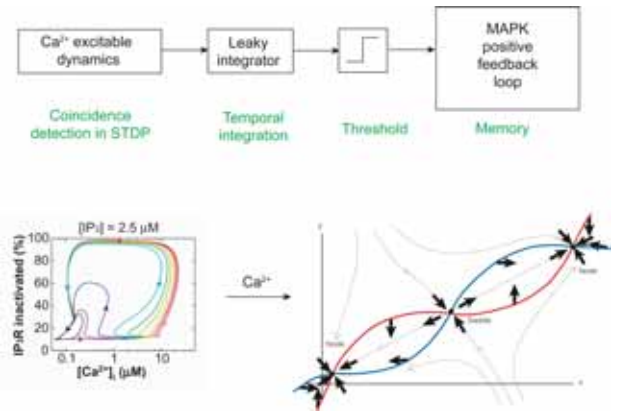 Ca²⁺ excitable
dynamics
Leaky
integrator
MAPK
positive
feedback
loop
Coincidence
detection in STDP
Temporal
integration
Threshold
Memory
[IP₃] = 2.5 μM
IP₃R inactivated (%)
100
80
60
40
20
0
0.1
1
10
[Ca²⁺]ᵢ (μM)
Ca²⁺